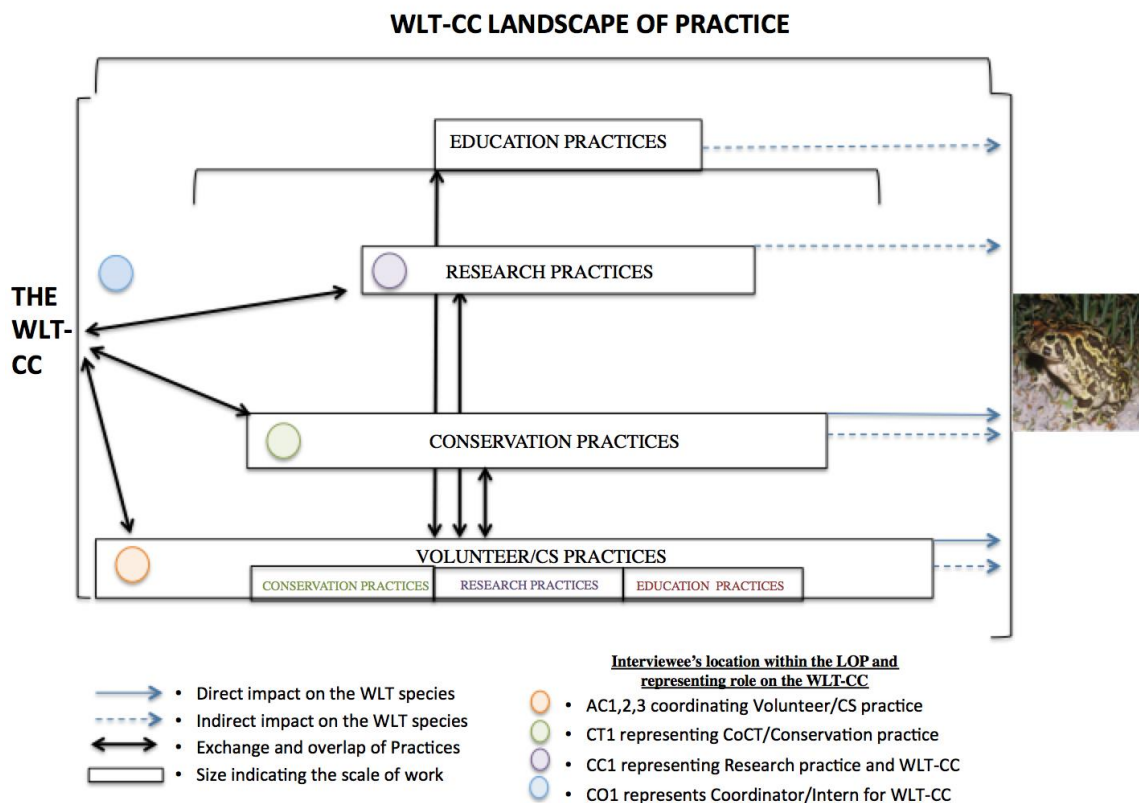 WLT-CC LANDSCAPE OF PRACTICE
EDUCATION PRACTICES
RESEARCH PRACTICES
THE
WLT-
CC
CONSERVATION PRACTICES
VOLUNTEER/CS PRACTICES
CONSERVATION PRACTICES
RESEARCH PRACTICES
EDUCATION PRACTICES
• Direct impact on the WLT species
• Indirect impact on the WLT species
• Exchange and overlap of Practices
• Size indicating the scale of work
Interviewee's location within the LOP and
representing role on the WLT-CC
• AC1,2,3 coordinating Volunteer/CS practice
• CT1 representing CoCT/Conservation practice
• CC1 representing Research practice and WLT-CC
• CO1 represents Coordinator/Intern for WLT-CC